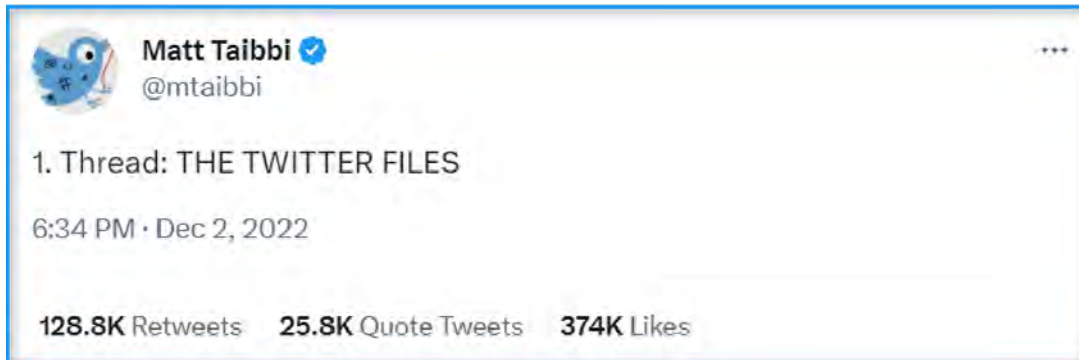 Matt Taibbi
@mtaibbi
1. Thread: THE TWITTER FILES
6:34 PM · Dec 2, 2022
128.8K Retweets 25.8K Quote Tweets 374K Likes